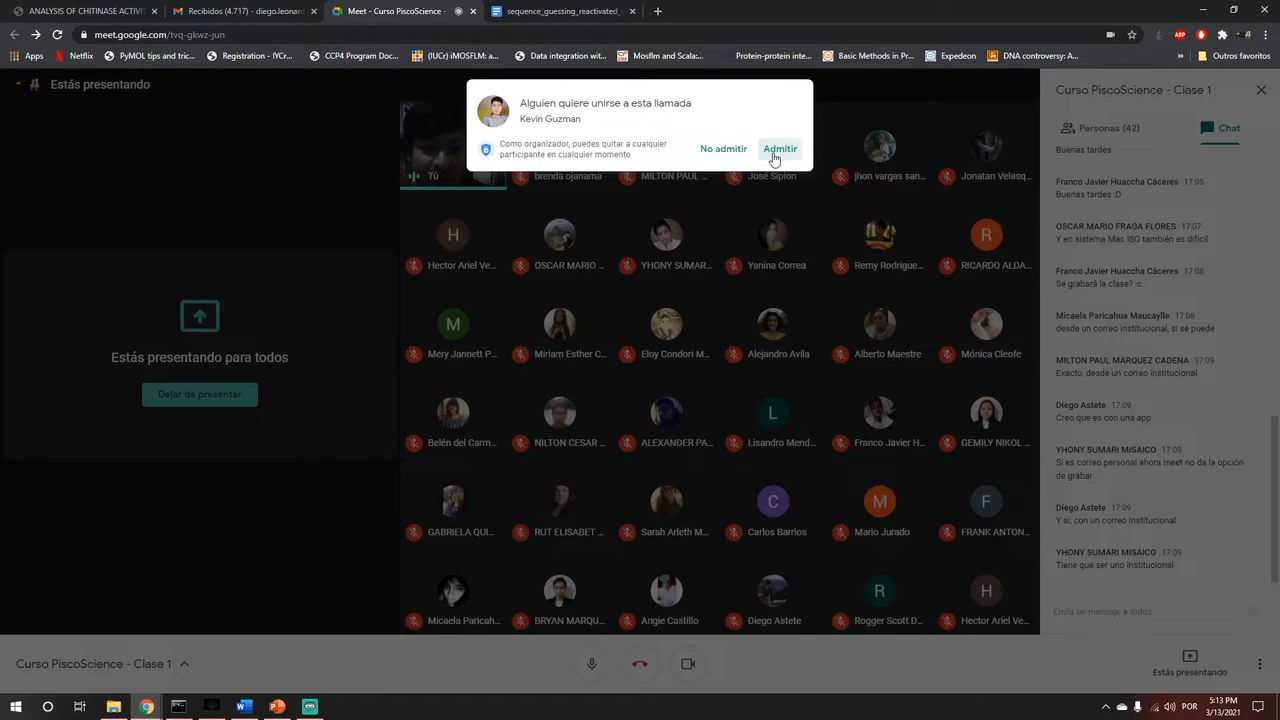 ANALYSIS OF CHITINASE ACTIVIT
Recibidos (4.717) - diego.leonard
Meet - PiscoScience -
sequence_guessing_reactivated_
meet.google.com/tvq-gkwz-jun
Apps
Netflix
PyMOL tips and tric...
Registration - IYCr...
CCP4 Program Doc...
[IUCr] iMOSFLM: a...
Data integration wit...
Mosflm and Scala:...
Protein-protein inte...
Basic Methods in Pr...
Expedeon
DNA controversy: A...
»
Otros favoritos
Estás presentando
Alguien quiere unirse a esta llamada
Kevin Guzman
Como organizador, puedes quitar a cualquier
participante en cualquier momento
No admitir
Admitir
Curso PiscoScience - Clase 1
Personas (42)
Chat
Tú
brenda ojanama
MILTON PAUL ...
José Sipion
jhon vargas san...
Jonatan Velasq...
H
R
Hector Ariel Ve...
OSCAR MARIO ...
YHONY SUMAR...
Yanina Correa
Remy Rodrigue...
RICARDO ALDA...
M
Mery Jannett P...
Miriam Esther C...
Eloy Condori M...
Alejandro Avila
Alberto Maestre
Mónica Cleofe
L
Belén del Carm...
NILTON CESAR ...
ALEXANDER PA...
Lisandro Mend...
Franco Javier H...
GEMILY NIKOL ...
C
M
F
GABRIELA QUI...
RUT ELISABET ...
Sarah Arleth M...
Carlos Barrios
Mario Jurado
FRANK ANTON...
R
H
Micaela Paricah...
BRYAN MARQU...
Angie Castillo
Diego Astete
Rogger Scott D...
Hector Ariel Ve...
Estás presentando para todos
Dejar de presentar
Buenas tardes
Franco Javier Huaccha Cáceres 17:05
Buenas tardes :D
OSCAR MARIO FRAGA FLORES 17:07
Y en sistema Mac ISO también es difícil
Franco Javier Huaccha Cáceres 17:08
Se grabará la clase? :c
Micaela Paricahua Maucaylle 17:08
desde un correo institucional, si se puede
MILTON PAUL MARQUEZ CADENA 17:09
Exacto, desde un correo institucional
Diego Astete 17:09
Creo que es con una app
YHONY SUMARI MISAICO 17:09
Si es correo personal ahora meet no da la opción
de grabar
Diego Astete 17:09
Y si, con un correo institucional
YHONY SUMARI MISAICO 17:09
Tiene que ser uno institucional
Envía un mensaje a todos
Curso PiscoScience - Clase 1
Estás presentando
POR
5:13 PM
3/13/2021